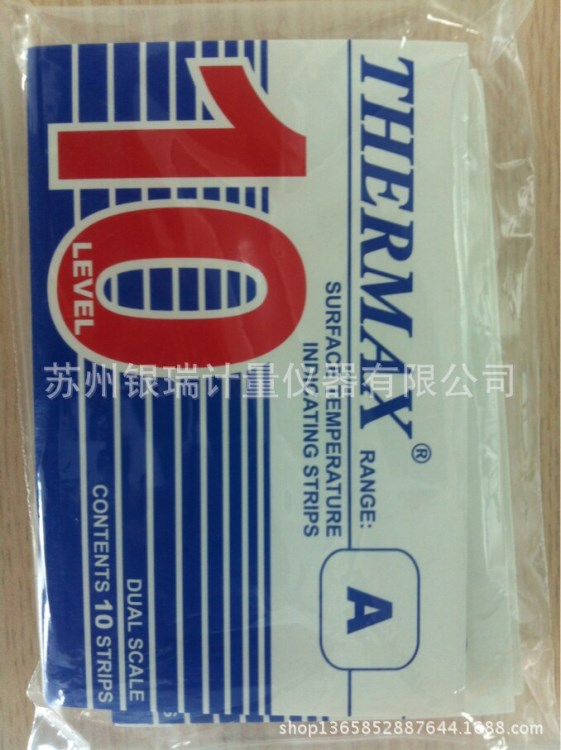 THERMAX®
RANGE:
A
SURFACE TEMPERATURE
INDICATING STRIPS
10
LEVEL
DUAL SCALE
CONTENTS 10 STRIPS
苏州银瑞计量仪器有限公司
shop1365852887644.1688.com